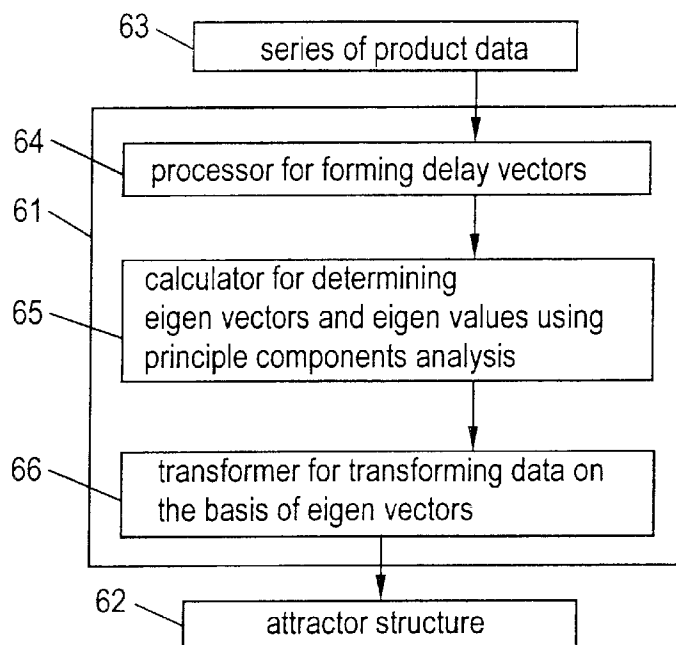 63
series of product data
64
processor for forming delay vectors
61
calculator for determining
eigen vectors and eigen values using
65
principle components analysis
66
transformer for transforming data on
the basis of eigen vectors
62
attractor structure